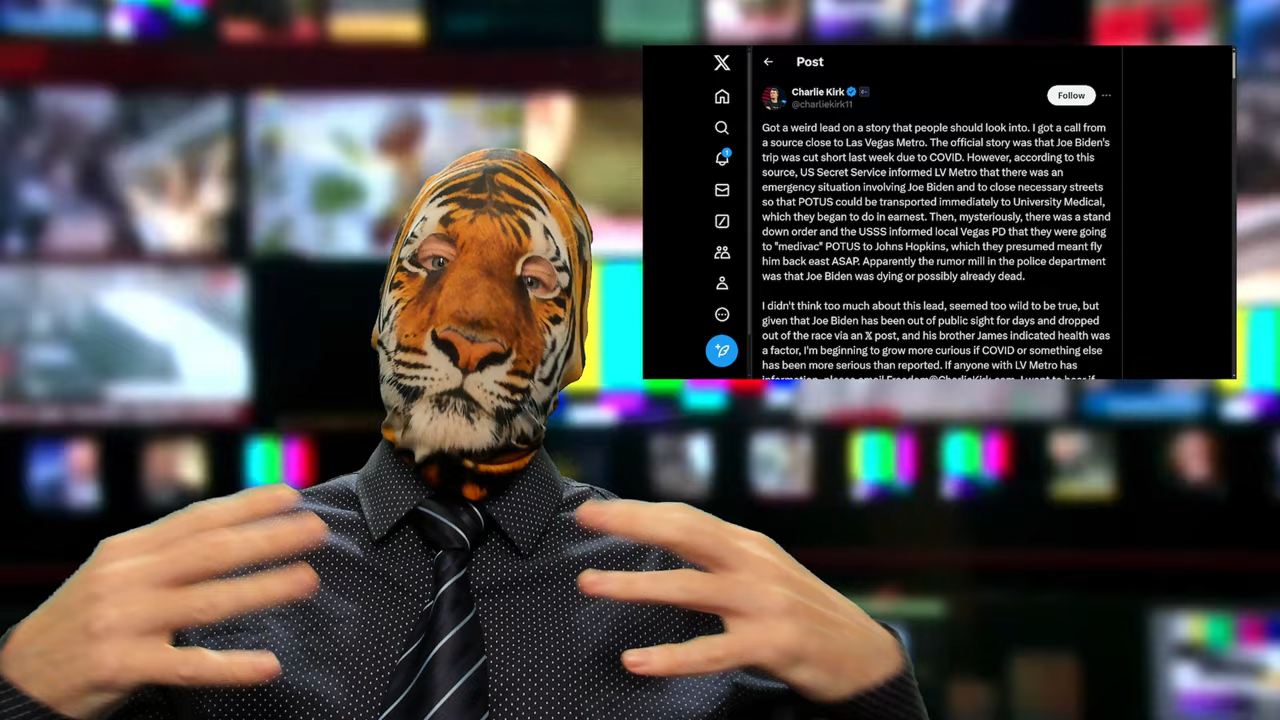 Post
Charlie Kirk
@charliekirk11
Follow
Got a weird lead on a story that people should look into. I got a call from
a source close to Las Vegas Metro. The official story was that Joe Biden's
trip was cut short last week due to COVID. However, according to this
source, US Secret Service informed LV Metro that there was an
emergency situation involving Joe Biden and to close necessary streets
so that POTUS could be transported immediately to University Medical,
which they began to do in earnest. Then, mysteriously, there was a stand
down order and the USSS informed local Vegas PD that they were going
to "medivac" POTUS to Johns Hopkins, which they presumed meant fly
him back east ASAP. Apparently the rumor mill in the police department
was that Joe Biden was dying or possibly already dead.
I didn't think too much about this lead, seemed too wild to be true, but
given that Joe Biden has been out of public sight for days and dropped
out of the race via an X post, and his brother James indicated health was
a factor, I'm beginning to grow more curious if COVID or something else
has been more serious than reported. If anyone with LV Metro has
information, please email Freedom@CharlieKirk.com. I want to hear if